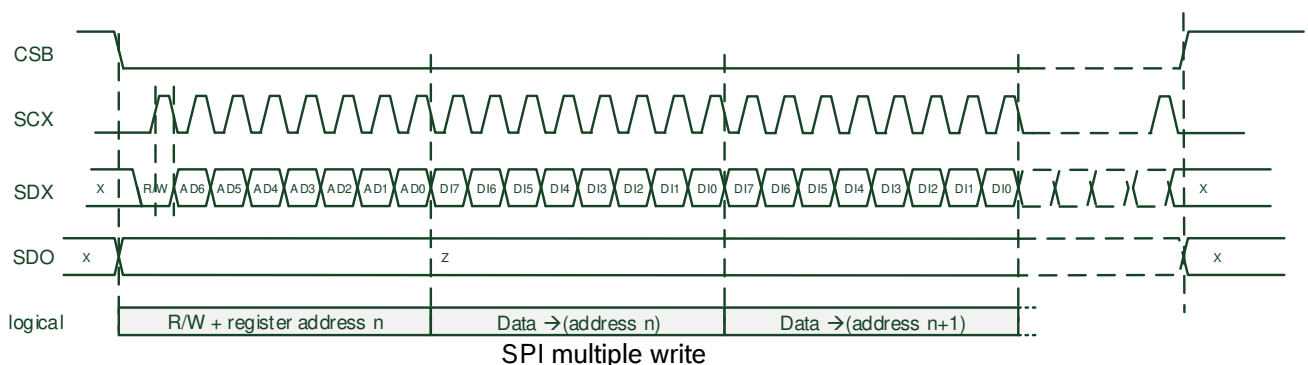 CSB
SCX
SDX X R/W AD6 AD5 AD4 AD3 AD2 AD1 AD0 DI7 DI6 DI5 DI4 DI3 DI2 DI1 DI0 DI7 DI6 DI5 DI4 DI3 DI2 DI1 DI0 X
SDO X Z X
logical R/W + register address n Data →(address n) Data →(address n+1)
SPI multiple write